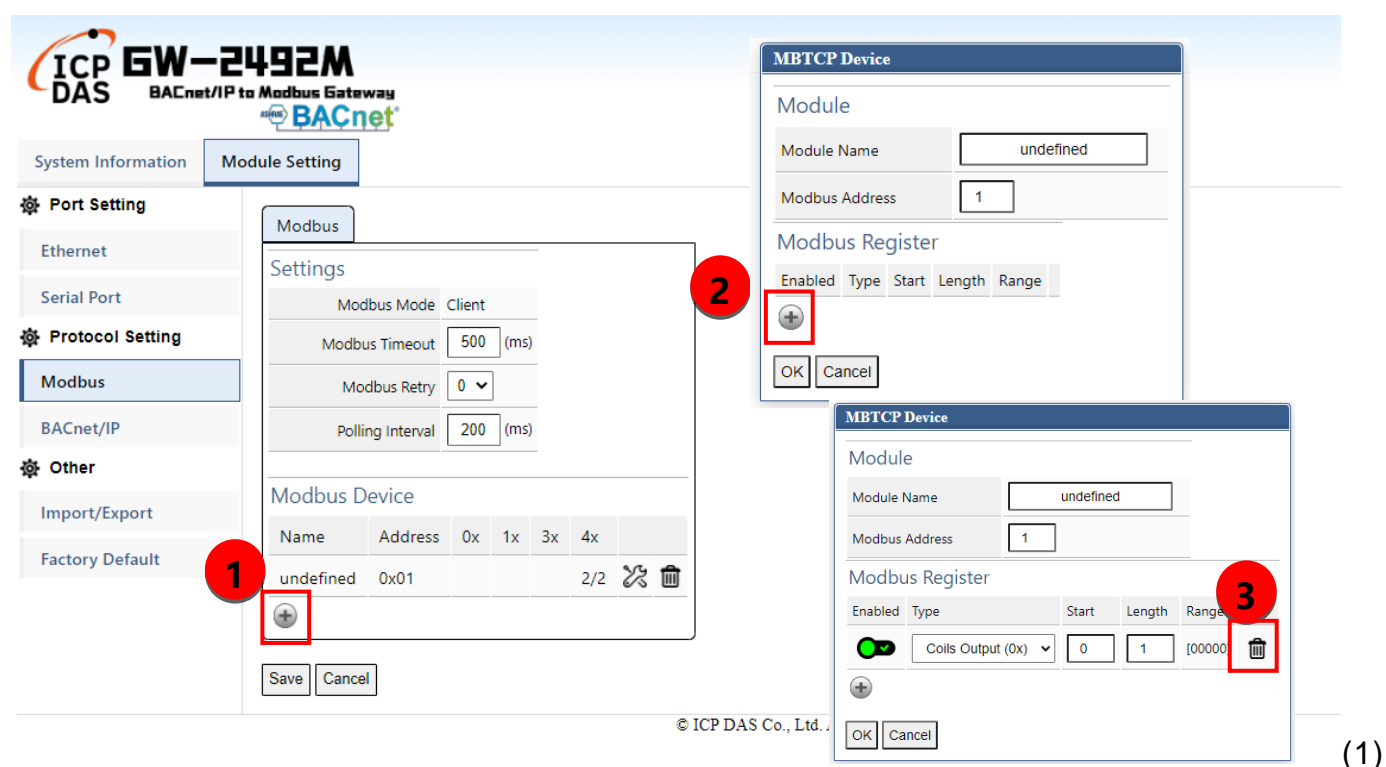 ICP DAS
GW-2492M
BACnet/IP to Modbus Gateway
ASHRAE BACnet
System Information
Module Setting
Port Setting
Ethernet
Serial Port
Protocol Setting
Modbus
BACnet/IP
Other
Import/Export
Factory Default
Modbus
Settings
Modbus Mode Client
Modbus Timeout 500 (ms)
Modbus Retry 0
Polling Interval 200 (ms)
Modbus Device
Name Address 0x 1x 3x 4x
undefined 0x01 2/2
1
Save Cancel
2
MBTCP Device
Module
Module Name undefined
Modbus Address 1
Modbus Register
Enabled Type Start Length Range
OK Cancel
MBTCP Device
Module
Module Name undefined
Modbus Address 1
Modbus Register
3
Enabled Type Start Length Range
Coils Output (0x) 0 1 [00000]
OK Cancel
© ICP DAS Co., Ltd.
(1)